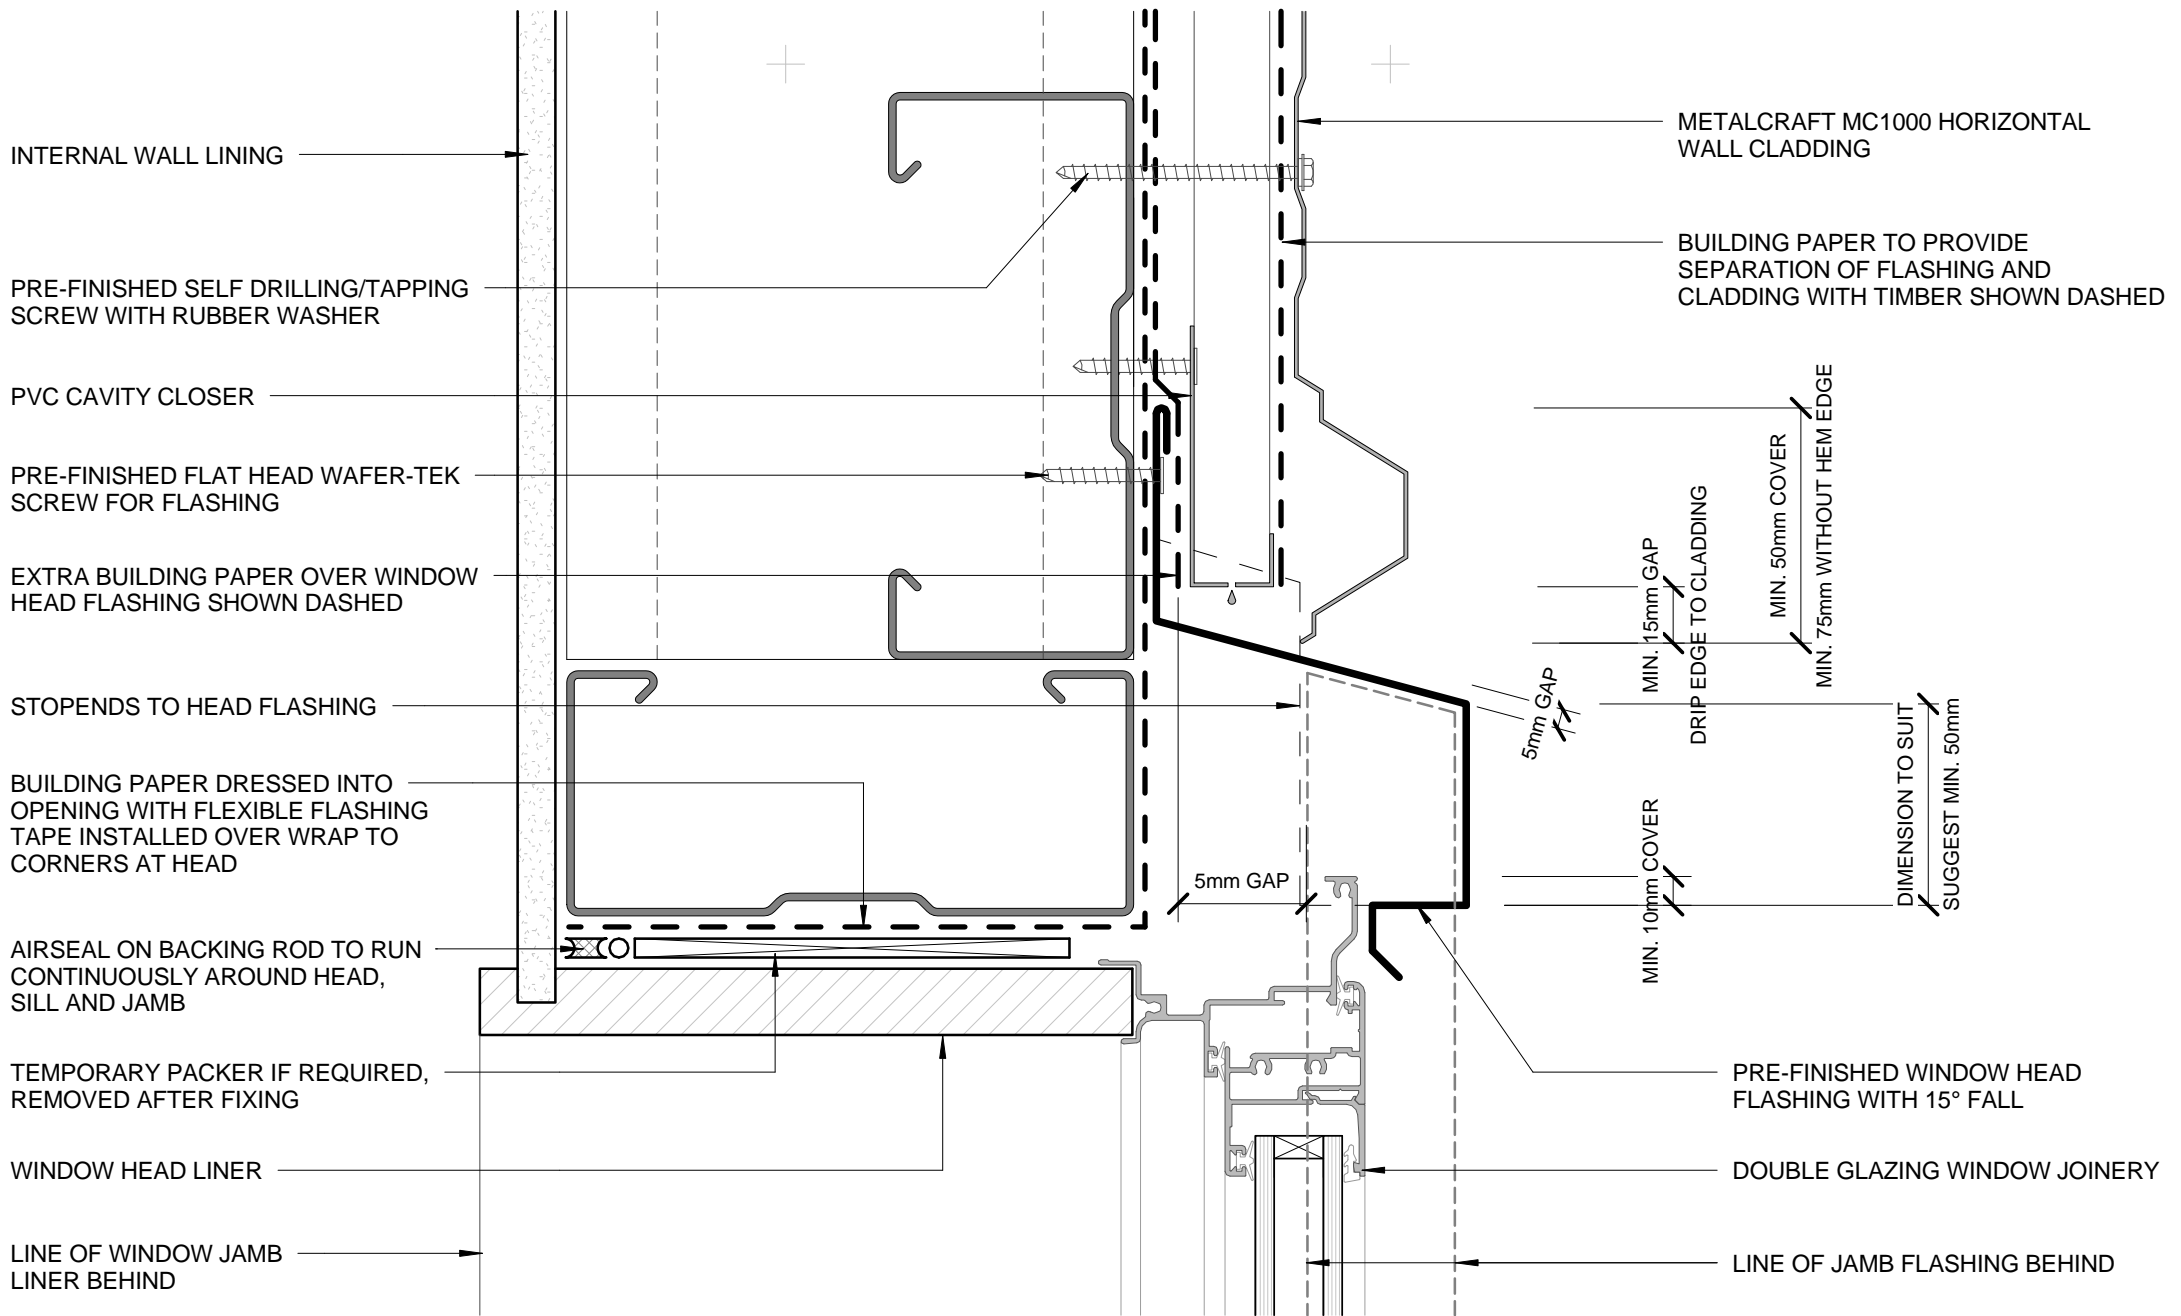 INTERNAL WALL LINING
PRE-FINISHED SELF DRILLING/TAPPING
SCREW WITH RUBBER WASHER
PVC CAVITY CLOSER
PRE-FINISHED FLAT HEAD WAFER-TEK
SCREW FOR FLASHING
EXTRA BUILDING PAPER OVER WINDOW
HEAD FLASHING SHOWN DASHED
STOPENDS TO HEAD FLASHING
BUILDING PAPER DRESSED INTO
OPENING WITH FLEXIBLE FLASHING
TAPE INSTALLED OVER WRAP TO
CORNERS AT HEAD
AIRSEAL ON BACKING ROD TO RUN
CONTINUOUSLY AROUND HEAD,
SILL AND JAMB
TEMPORARY PACKER IF REQUIRED,
REMOVED AFTER FIXING
WINDOW HEAD LINER
LINE OF WINDOW JAMB
LINER BEHIND
5mm GAP
METALCRAFT MC1000 HORIZONTAL
WALL CLADDING
BUILDING PAPER TO PROVIDE
SEPARATION OF FLASHING AND
CLADDING WITH TIMBER SHOWN DASHED
5mm GAP
MIN. 15mm GAP
DRIP EDGE TO CLADDING
MIN. 50mm COVER
MIN. 75mm WITHOUT HEM EDGE
MIN. 10mm COVER
DIMENSION TO SUIT
SUGGEST MIN. 50mm
PRE-FINISHED WINDOW HEAD
FLASHING WITH 15° FALL
DOUBLE GLAZING WINDOW JOINERY
LINE OF JAMB FLASHING BEHIND